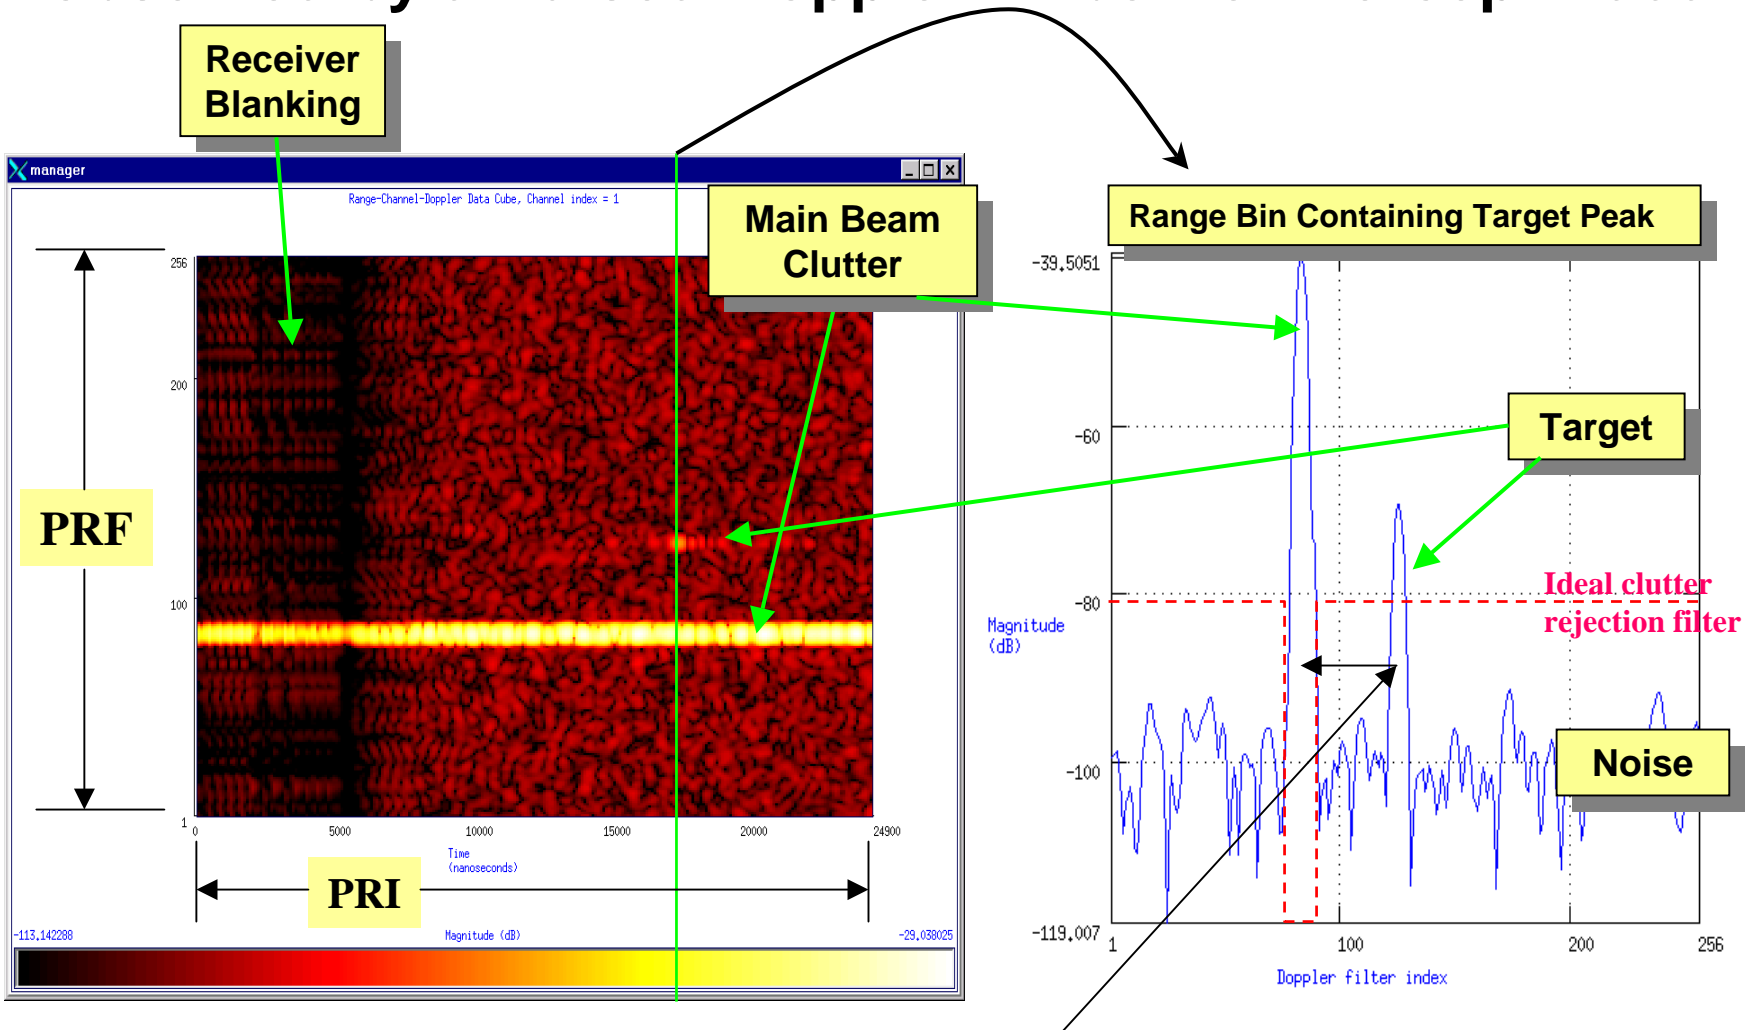 Receiver
Blanking
manager
Range-Channel-Doppler Data Cube, Channel index = 1
Main Beam
Clutter
Range Bin Containing Target Peak
Target
PRF
256
200
100
1
0
5000
10000
15000
20000
24900
Time
(nanoseconds)
PRI
-113.142288
Magnitude (dB)
-29.038025
-39.5051
-60
-80
-100
-119.007
Magnitude
(dB)
Ideal clutter
rejection filter
Noise
1
100
200
256
Doppler filter index